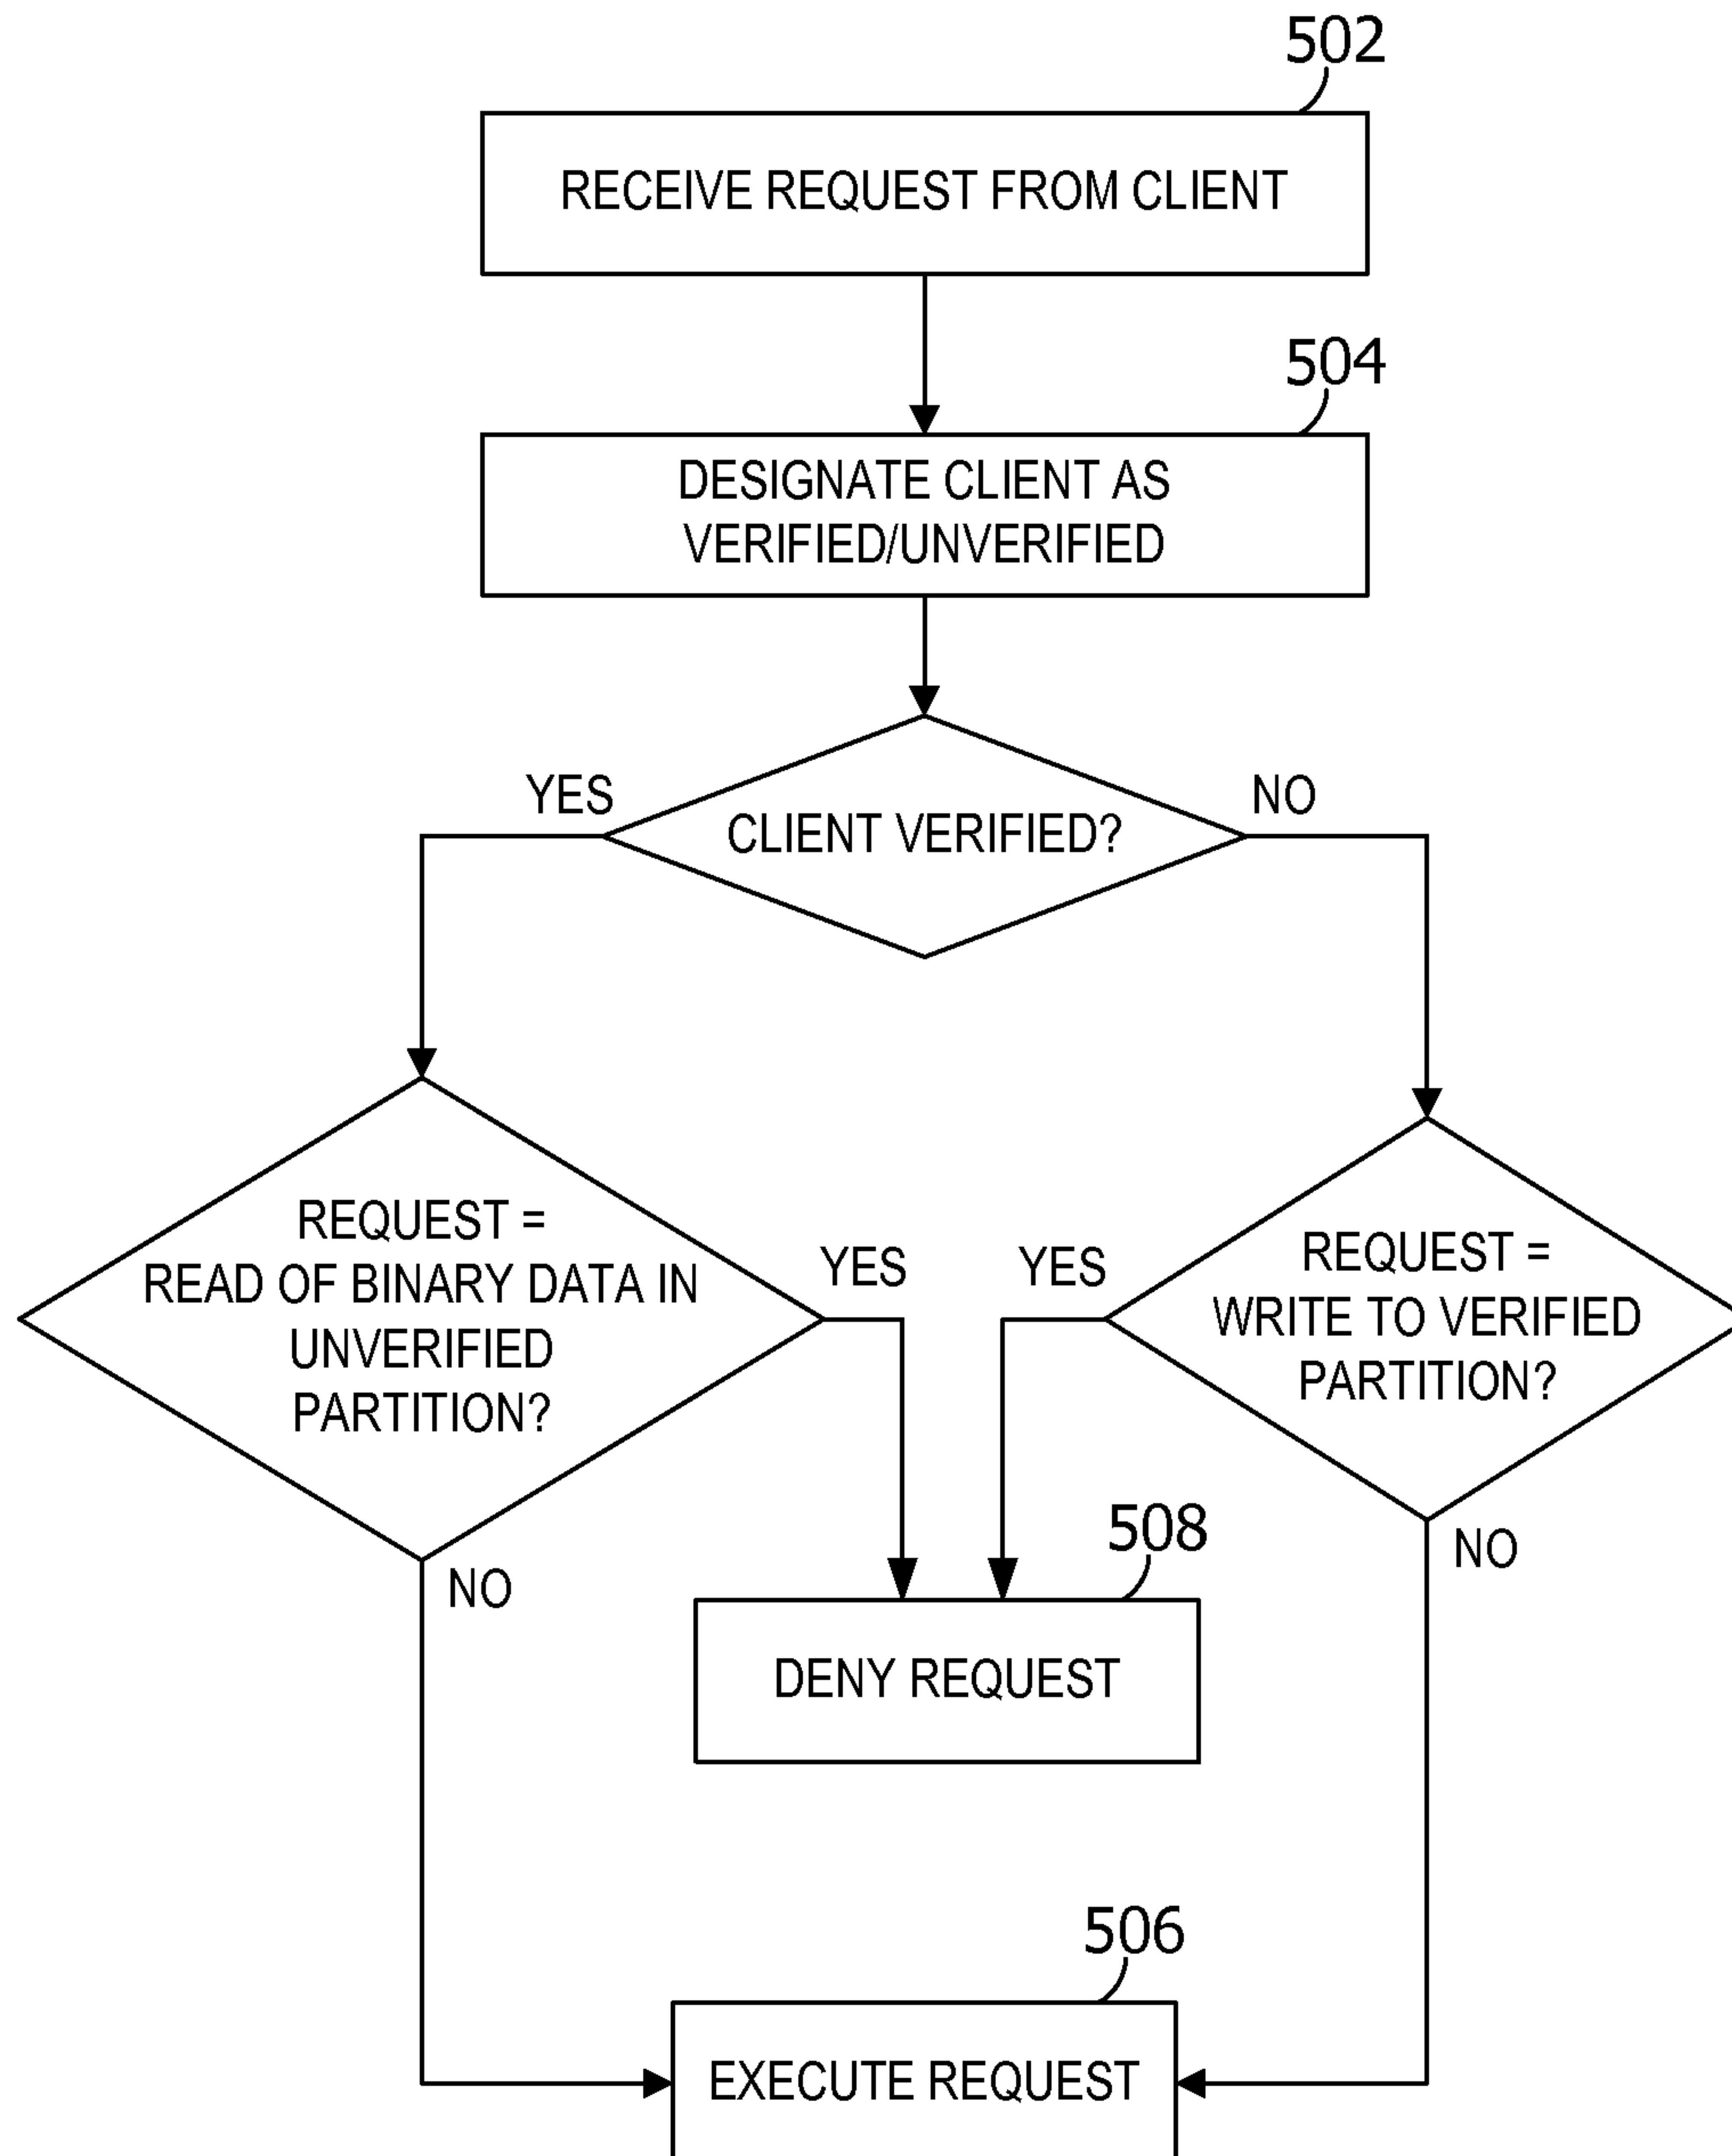 502
RECEIVE REQUEST FROM CLIENT
504
DESIGNATE CLIENT AS
VERIFIED/UNVERIFIED
YES
NO
CLIENT VERIFIED?
REQUEST =
READ OF BINARY DATA IN
UNVERIFIED
PARTITION?
YES
YES
REQUEST =
WRITE TO VERIFIED
PARTITION?
508
NO
NO
DENY REQUEST
506
EXECUTE REQUEST